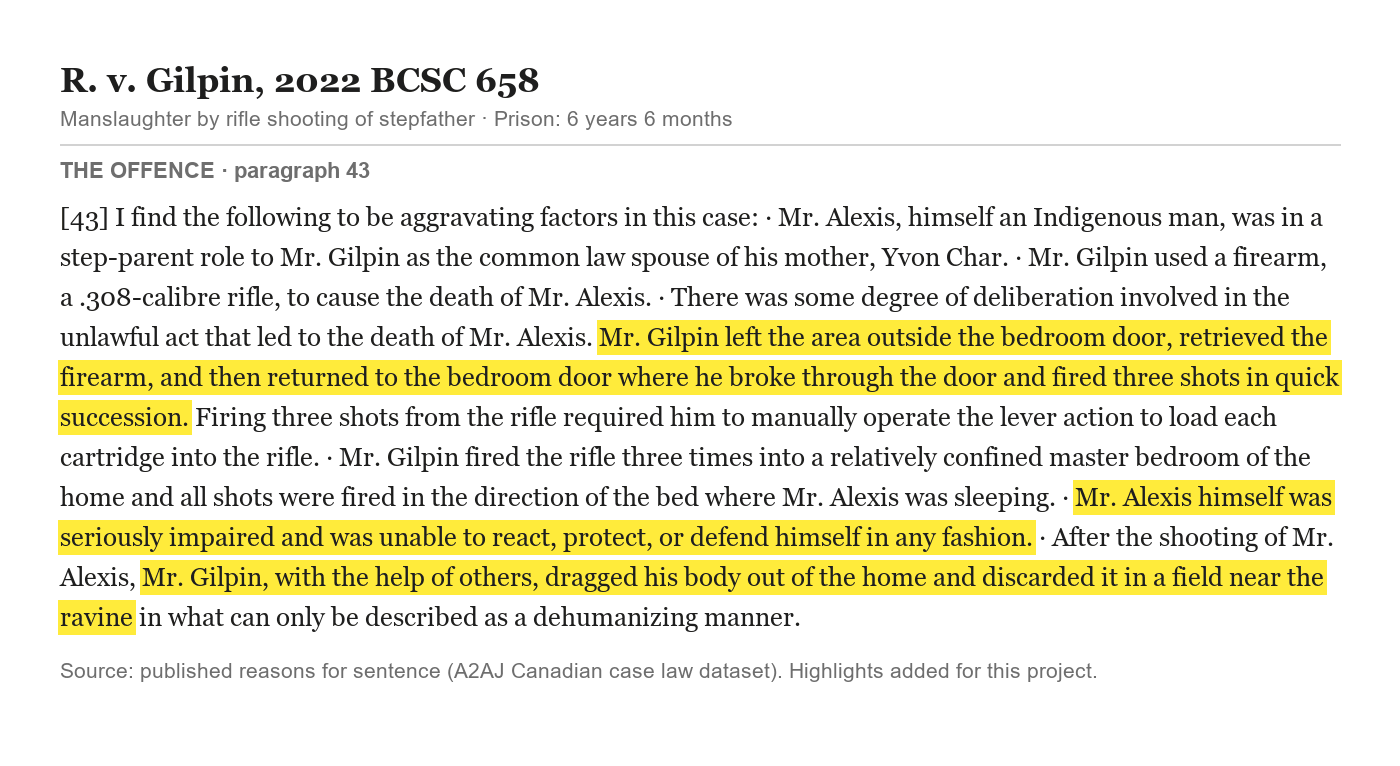 R. v. Gilpin, 2022 BCSC 658
Manslaughter by rifle shooting of stepfather · Prison: 6 years 6 months
THE OFFENCE · paragraph 43
[43] I find the following to be aggravating factors in this case: · Mr. Alexis, himself an Indigenous man, was in a
step-parent role to Mr. Gilpin as the common law spouse of his mother, Yvon Char. · Mr. Gilpin used a firearm,
a .308-calibre rifle, to cause the death of Mr. Alexis. · There was some degree of deliberation involved in the
unlawful act that led to the death of Mr. Alexis. Mr. Gilpin left the area outside the bedroom door, retrieved the
firearm, and then returned to the bedroom door where he broke through the door and fired three shots in quick
succession. Firing three shots from the rifle required him to manually operate the lever action to load each
cartridge into the rifle. · Mr. Gilpin fired the rifle three times into a relatively confined master bedroom of the
home and all shots were fired in the direction of the bed where Mr. Alexis was sleeping. · Mr. Alexis himself was
seriously impaired and was unable to react, protect, or defend himself in any fashion. · After the shooting of Mr.
Alexis, Mr. Gilpin, with the help of others, dragged his body out of the home and discarded it in a field near the
ravine in what can only be described as a dehumanizing manner.
Source: published reasons for sentence (A2AJ Canadian case law dataset). Highlights added for this project.